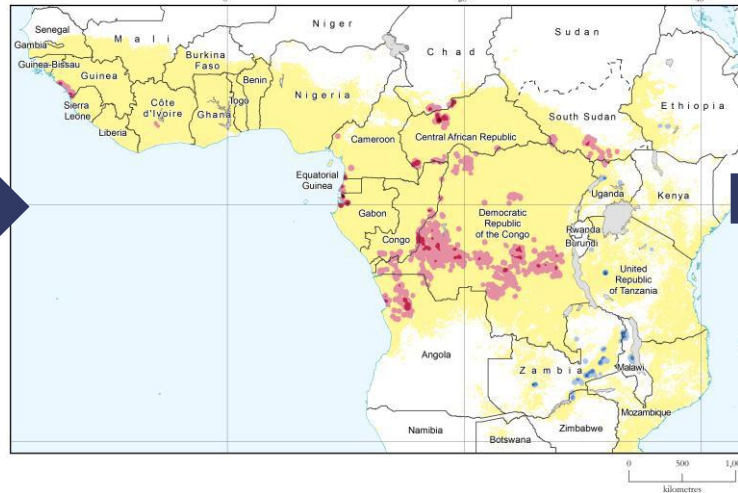 Senegal
Gambia
Guinea-Bissau
Mali
Niger
Chad
Sudan
Burkina
Faso
Guinea
Sierra
Leone
Liberia
Côte
d'Ivoire
Ghana
Togo
Benin
Nigeria
Cameroon
Central African Republic
South Sudan
Ethiopia
Equatorial
Guinea
Gabon
Congo
Democratic
Republic
of the Congo
Uganda
Kenya
Rwanda
Burundi
United
Republic
of Tanzania
Angola
Zambia
Malawi
Mozambique
Namibia
Botswana
Zimbabwe
0 500
kilometres